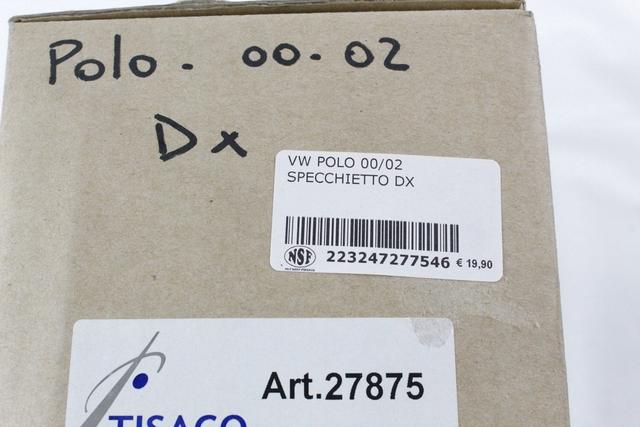 Polo. 00.02
Dx
VW POLO 00/02
SPECCHIETTO DX
NSF
223247277546 € 19,90
Art.27875
TISACO